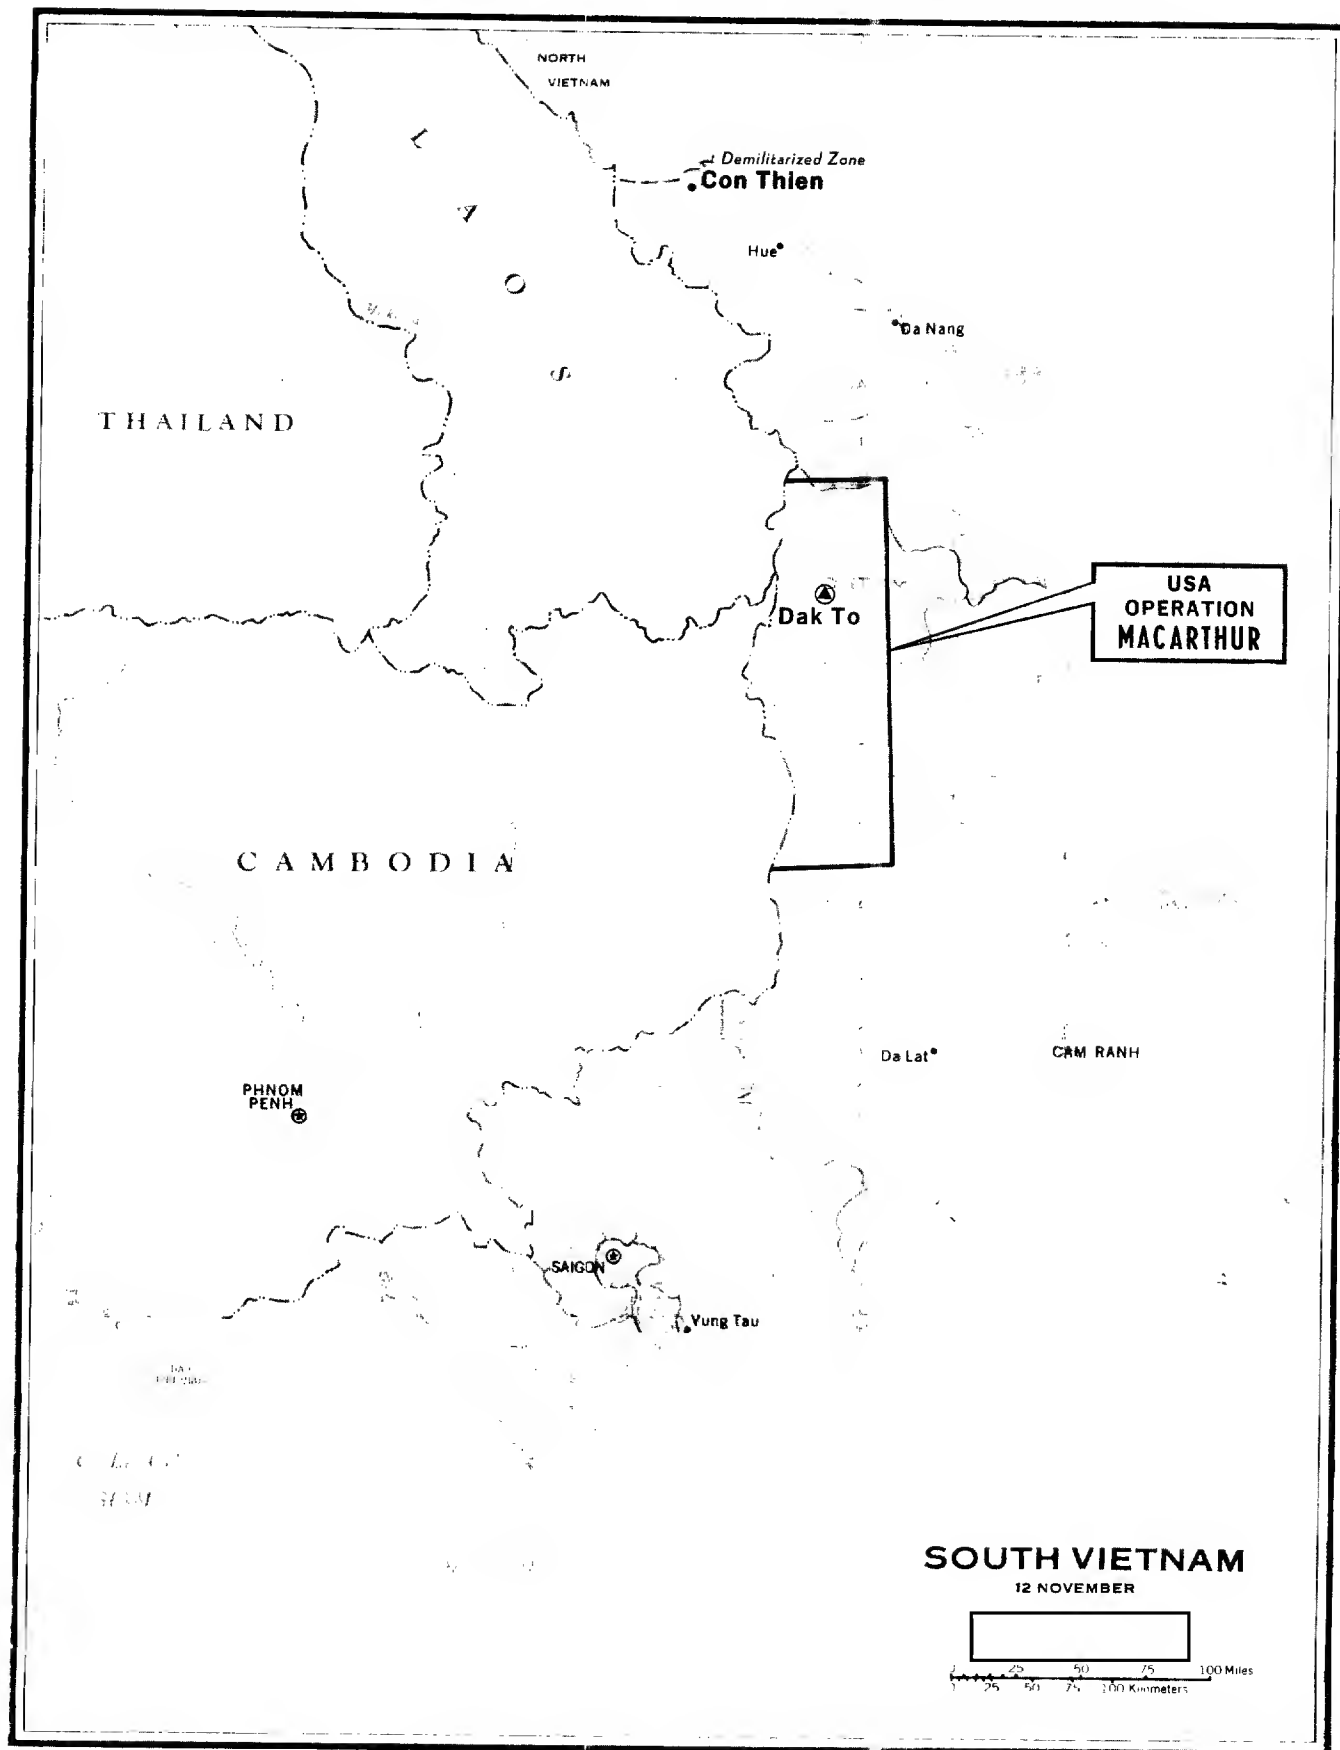 NORTH
VIETNAM
LAOS
Demilitarized Zone
Con Thien
Hue
Da Nang
THAILAND
Dak To
USA
OPERATION
MACARTHUR
CAMBODIA
Da Lat
CAM RANH
PHNOM
PENH
SAIGON
Vung Tau
SOUTH VIETNAM
12 NOVEMBER
25 50 75 100 Miles
25 50 75 100 Kilometers